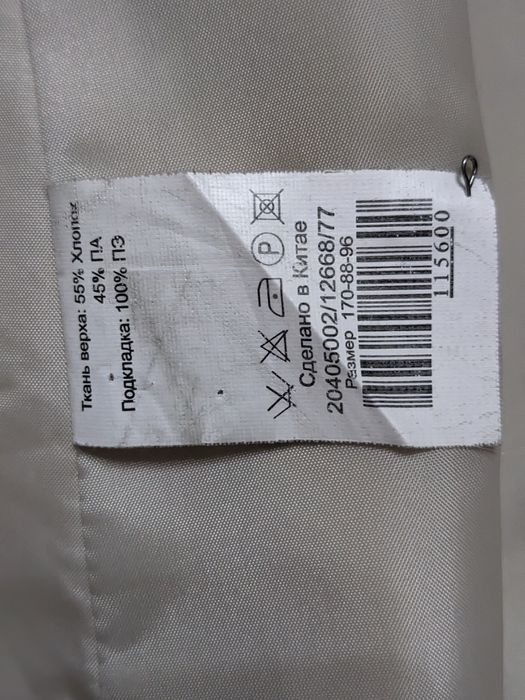 Ткань верха: 55% Хлопок
45% ПА
Подкладка: 100% ПЭ
P
Сделано в Китае
20405002/12668/77
Размер 170-88-96
115600